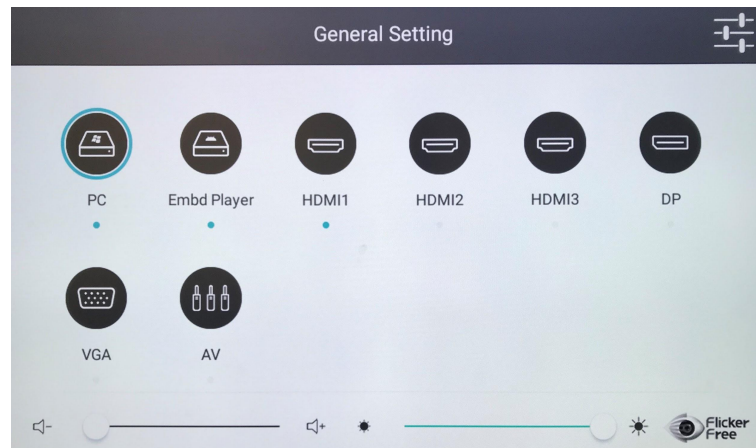 General Setting
PC
Embd Player
HDMI1
HDMI2
HDMI3
DP
VGA
AV
Flicker
Free